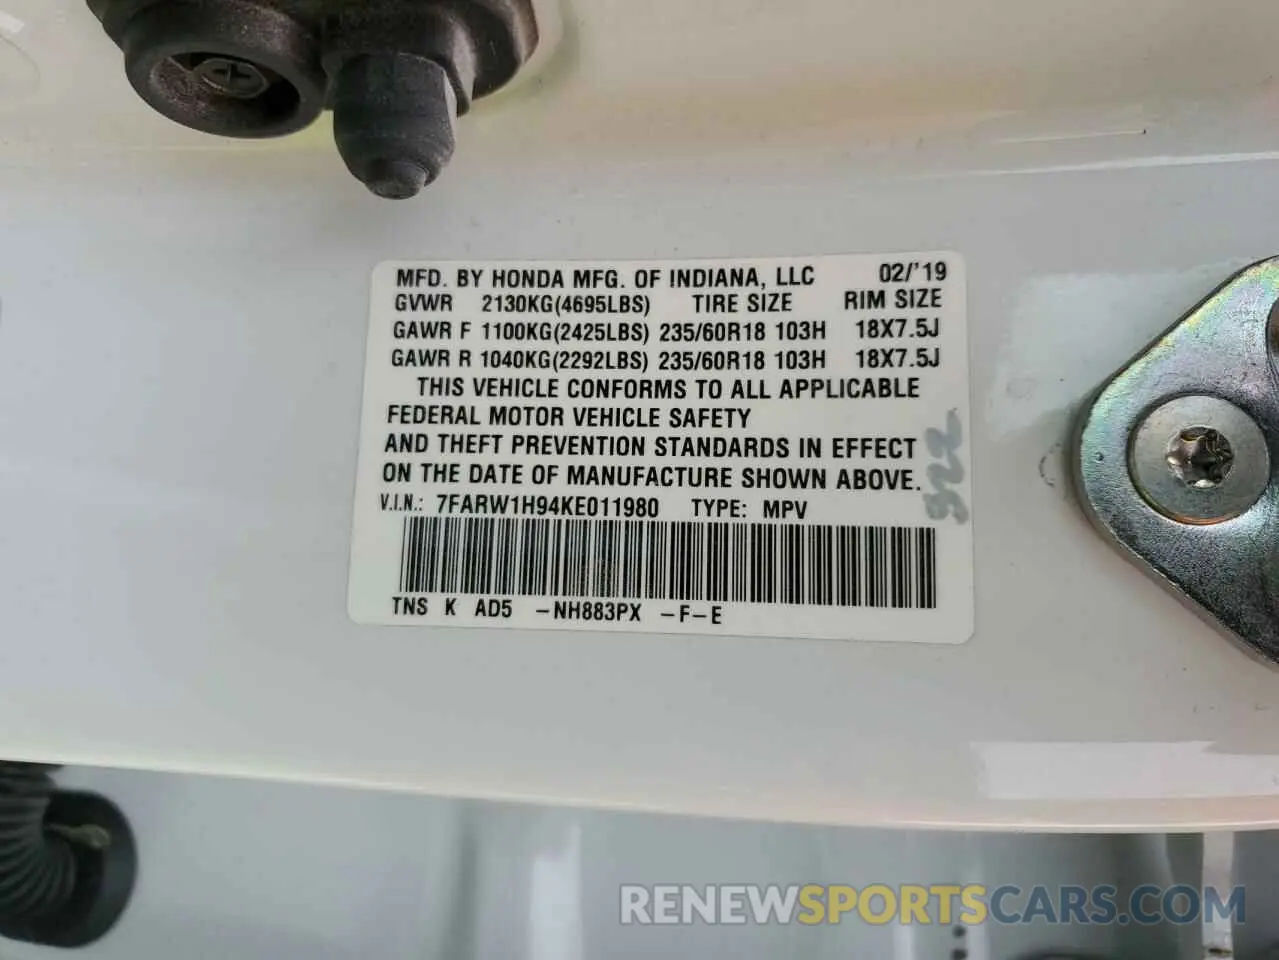 MFD. BY HONDA MFG. OF INDIANA, LLC 02/'19
GVWR 2130KG(4695LBS) TIRE SIZE RIM SIZE
GAWR F 1100KG(2425LBS) 235/60R18 103H 18X7.5J
GAWR R 1040KG(2292LBS) 235/60R18 103H 18X7.5J
THIS VEHICLE CONFORMS TO ALL APPLICABLE
FEDERAL MOTOR VEHICLE SAFETY
AND THEFT PREVENTION STANDARDS IN EFFECT
ON THE DATE OF MANUFACTURE SHOWN ABOVE.
V.I.N.: 7FARW1H94KE011980 TYPE: MPV
TNS K AD5 -NH883PX -F-E
322
RENEWSPORTSCARS.COM